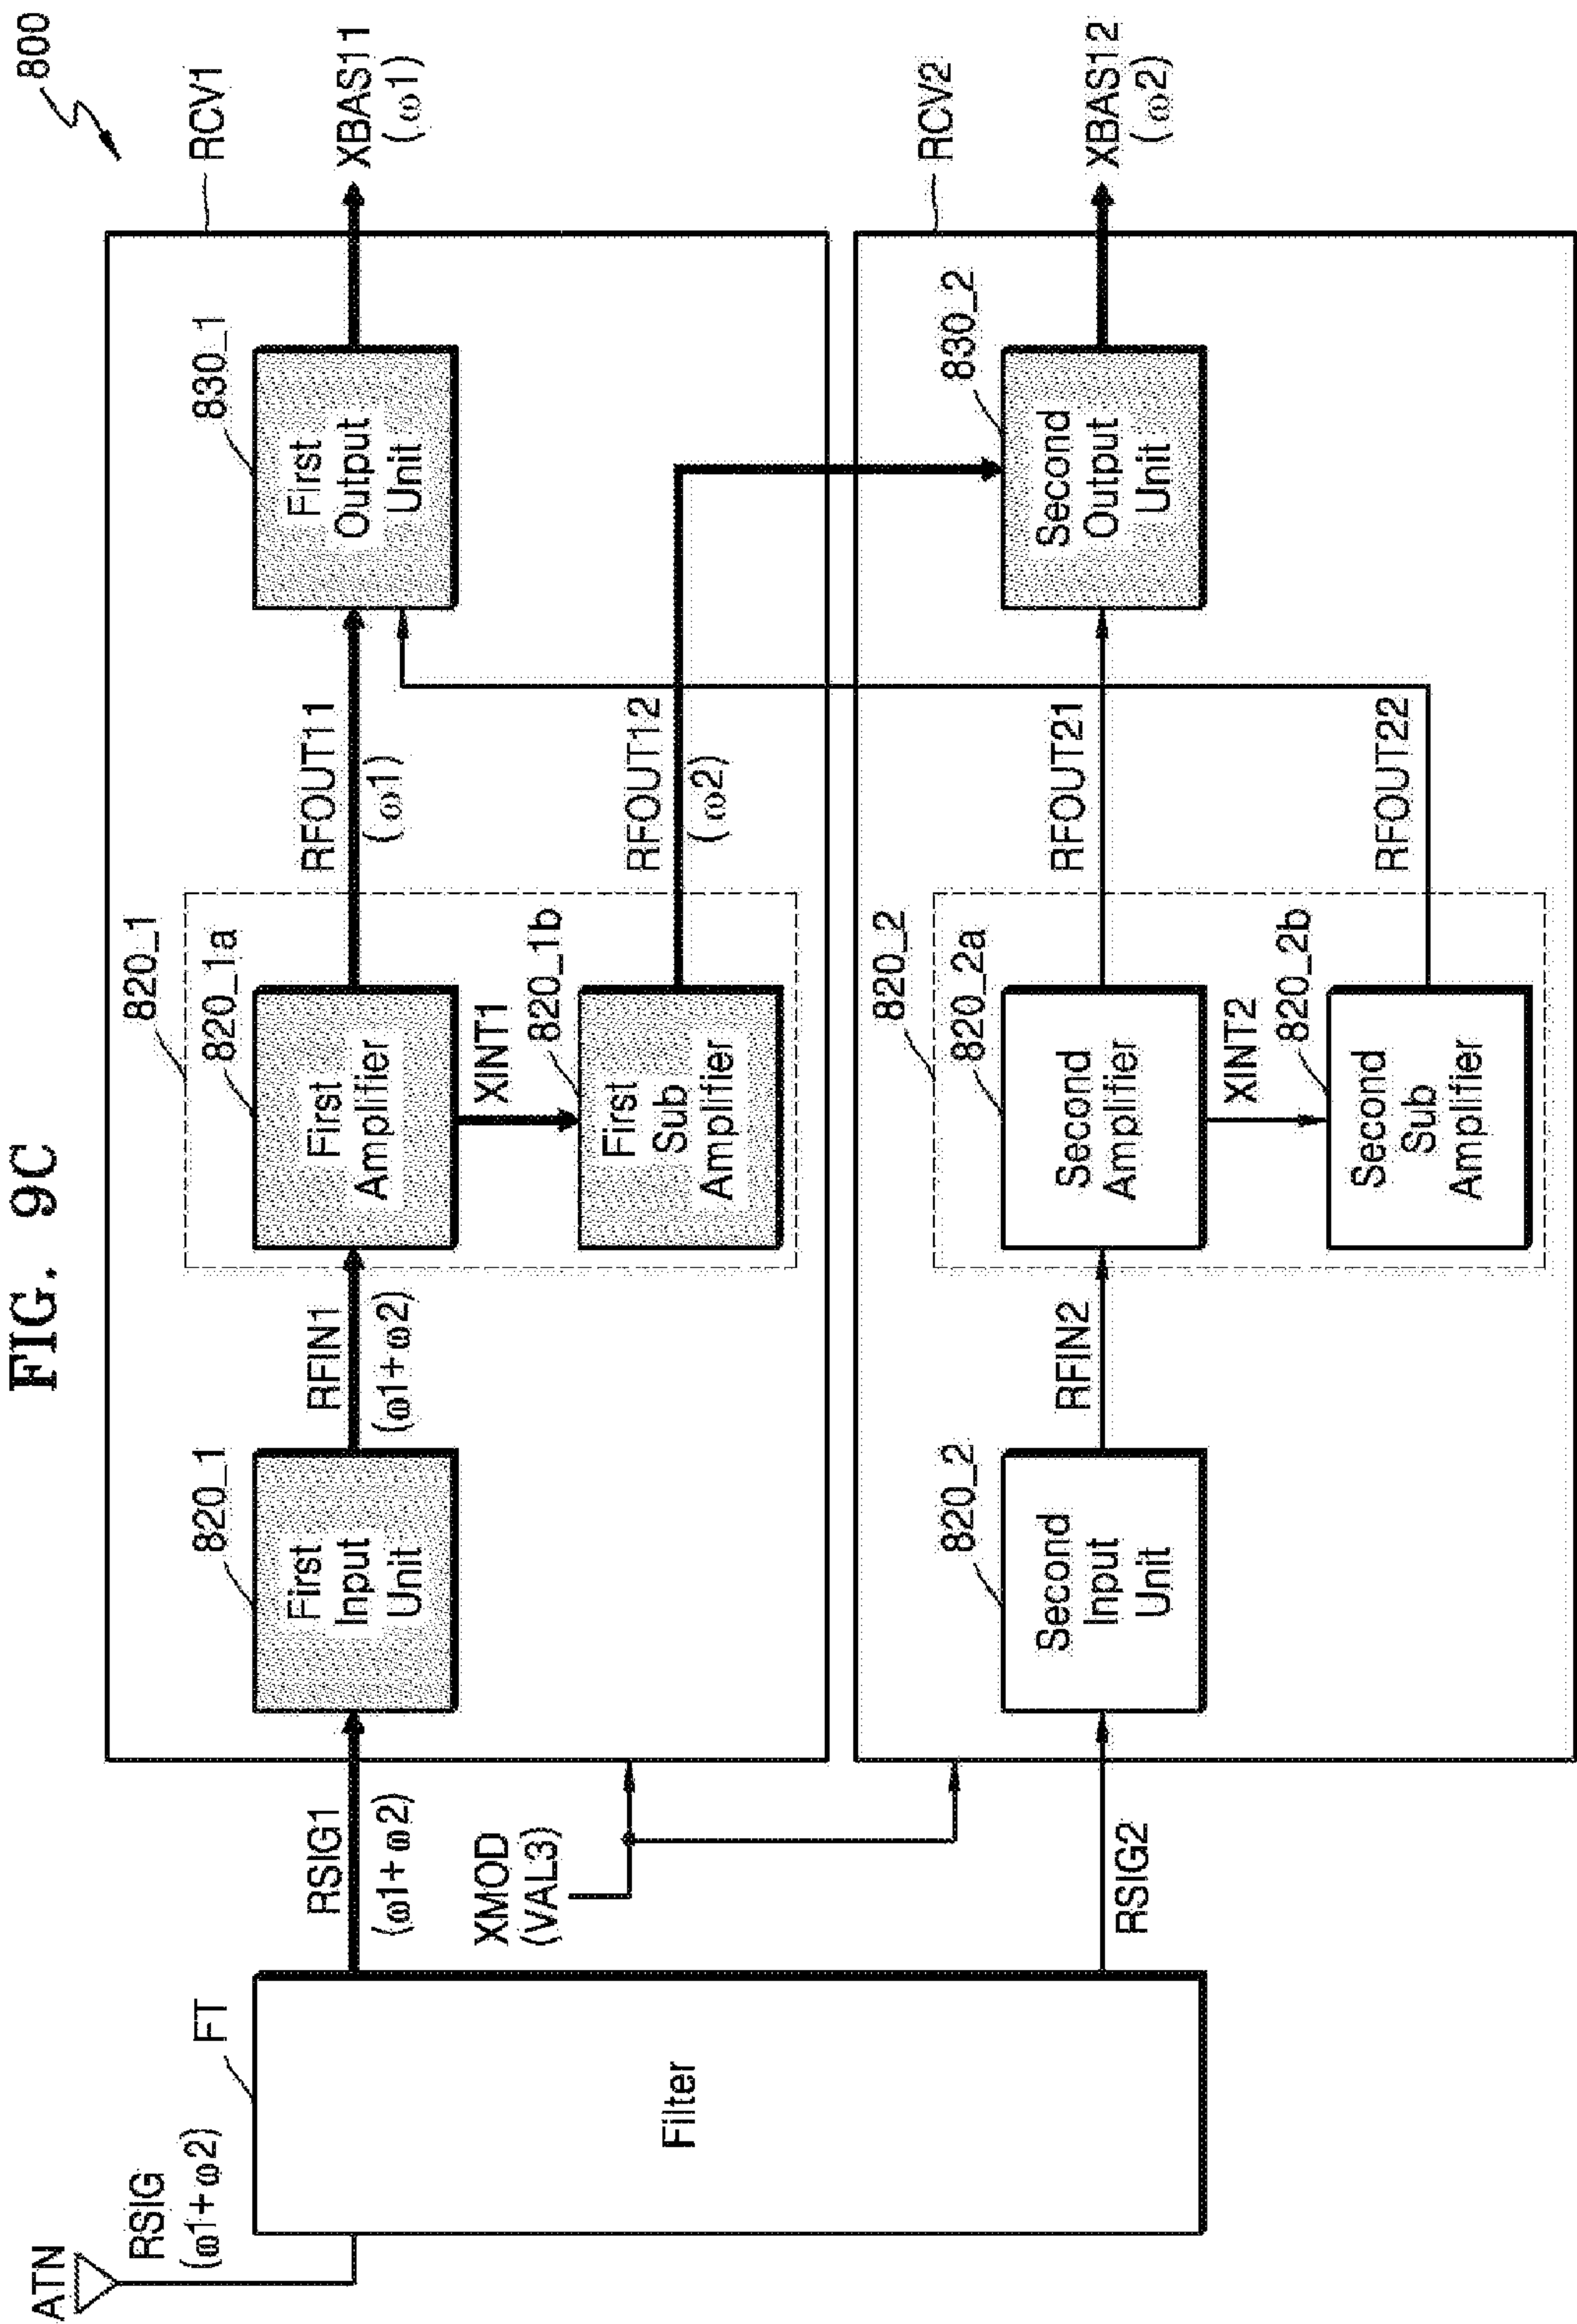 FIG. 9C
800
ATN
RSIG
(ω1+ω2)
FT
Filter
RSIG1
(ω1+ω2)
XMOD
(VAL3)
RSIG2
RCV1
820_1
First
Input
Unit
RFIN1
(ω1+ω2)
820_1
820_1a
First
Amplifier
XINT1
820_1b
First
Sub
Amplifier
RFOUT11
(ω1)
RFOUT12
(ω2)
830_1
First
Output
Unit
XBAS11
(ω1)
RCV2
820_2
Second
Input
Unit
RFIN2
820_2
820_2a
Second
Amplifier
XINT2
820_2b
Second
Sub
Amplifier
RFOUT21
RFOUT22
830_2
Second
Output
Unit
XBAS12
(ω2)